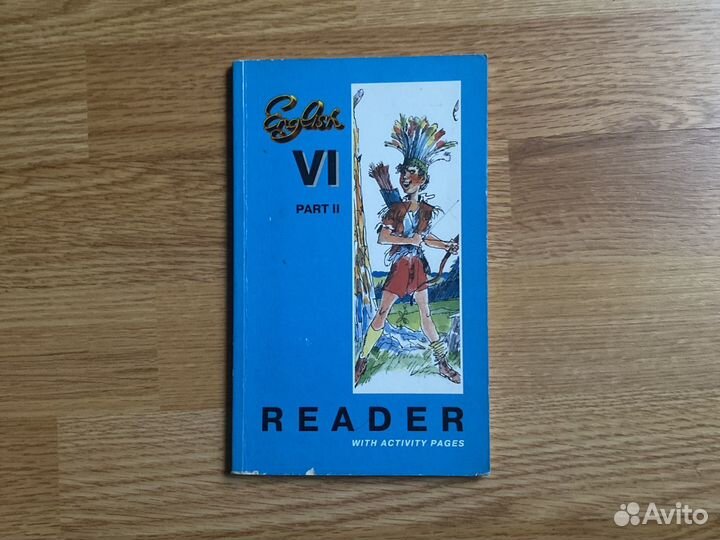 English
VI
PART II
READER
WITH ACTIVITY PAGES
Avito